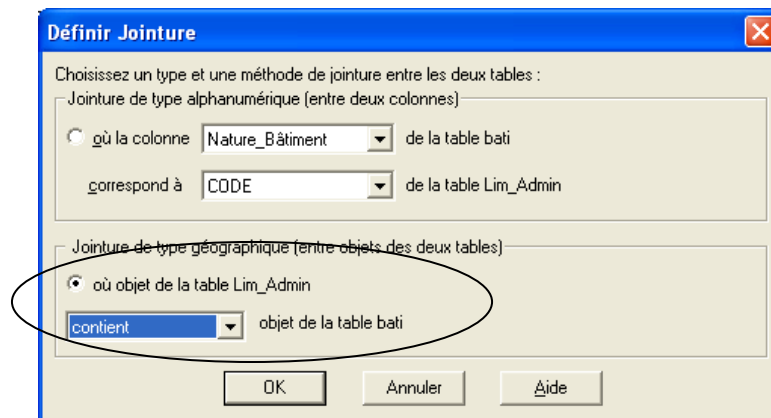 Définir Jointure
Choisissez un type et une méthode de jointure entre les deux tables :
Jointure de type alphanumérique (entre deux colonnes)
où la colonne Nature_Bâtiment de la table bati
correspond à CODE de la table Lim_Admin
Jointure de type géographique (entre objets des deux tables)
où objet de la table Lim_Admin
contient objet de la table bati
OK Annuler Aide